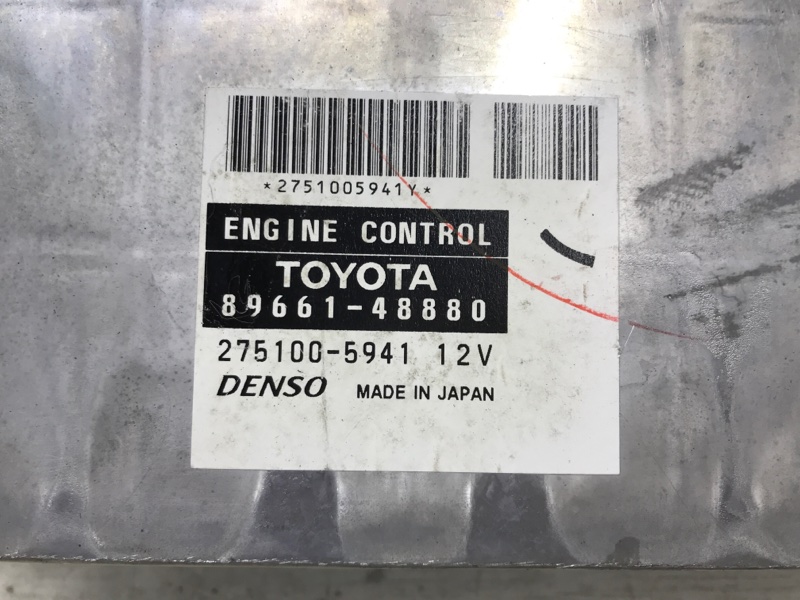 *2751005941Y*
ENGINE CONTROL
TOYOTA
89661-48880
275100-5941 12V
DENSO MADE IN JAPAN